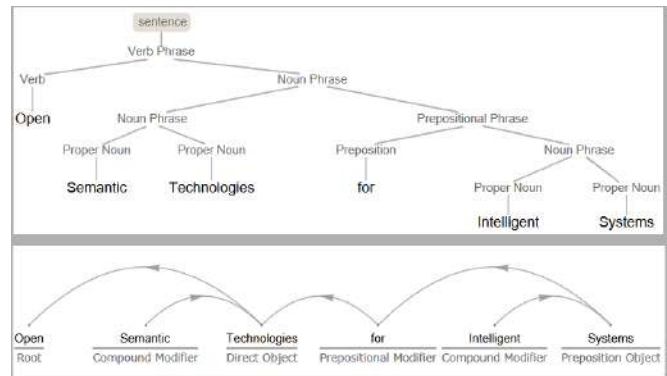 sentence
Verb Phrase
Verb Noun Phrase
Open Noun Phrase Prepositional Phrase
Proper Noun Proper Noun Preposition Noun Phrase
Semantic Technologies for Proper Noun Proper Noun
Intelligent Systems
Open Semantic Technologies for Intelligent Systems
Root Compound Modifier Direct Object Prepositional Modifier Compound Modifier Preposition Object